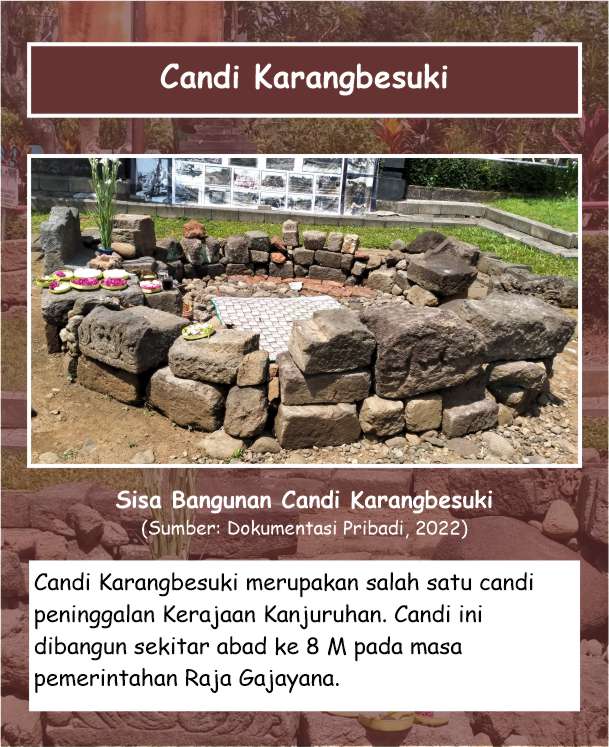 Candi Karangbesuki
Sisa Bangunan Candi Karangbesuki
(Sumber: Dokumentasi Pribadi, 2022)
Candi Karangbesuki merupakan salah satu candi
peninggalan Kerajaan Kanjuruhan. Candi ini
dibangun sekitar abad ke 8 M pada masa
pemerintahan Raja Gajayana.